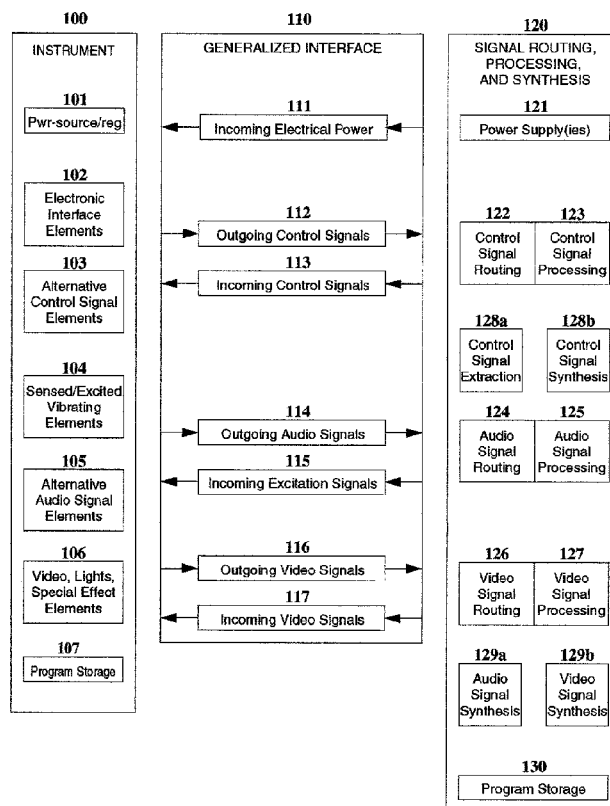 100
INSTRUMENT
101
Pwr-source/reg
102
Electronic
Interface
Elements
103
Alternative
Control Signal
Elements
104
Sensed/Excited
Vibrating
Elements
105
Alternative
Audio Signal
Elements
106
Video, Lights,
Special Effect
Elements
107
Program Storage
110
GENERALIZED INTERFACE
111
Incoming Electrical Power
112
Outgoing Control Signals
113
Incoming Control Signals
114
Outgoing Audio Signals
115
Incoming Excitation Signals
116
Outgoing Video Signals
117
Incoming Video Signals
120
SIGNAL ROUTING,
PROCESSING,
AND SYNTHESIS
121
Power Supply(ies)
122
Control
Signal
Routing
123
Control
Signal
Processing
128a
Control
Signal
Extraction
128b
Control
Signal
Synthesis
124
Audio
Signal
Routing
125
Audio
Signal
Processing
126
Video
Signal
Routing
127
Video
Signal
Processing
129a
Audio
Signal
Synthesis
129b
Video
Signal
Synthesis
130
Program Storage